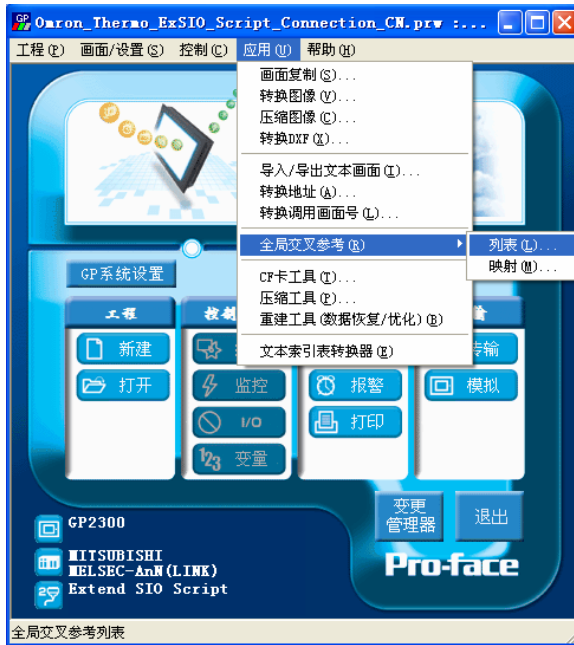 Omron_Thermo_ExSIO_Script_Connection_CN.prw :...
工程(P) 画面/设置(S) 控制(C) 应用(U) 帮助(H)
画面复制(S)...
转换图像(V)...
压缩图像(C)...
转换DXF(X)...
导入/导出文本画面(I)...
转换地址(A)...
转换调用画面号(L)...
全局交叉参考(R)
列表(L)...
映射(M)...
CF卡工具(T)...
压缩工具(P)...
重建工具(数据恢复/优化)(B)
文本索引表转换器(E)
GP系统设置
工程
新建
打开
监控
I/O
变量
报警
打印
传输
模拟
变更
管理器
退出
GP2300
MITSUBISHI
MELSEC-AnN(LINK)
Extend SIO Script
Pro-face
全局交叉参考列表